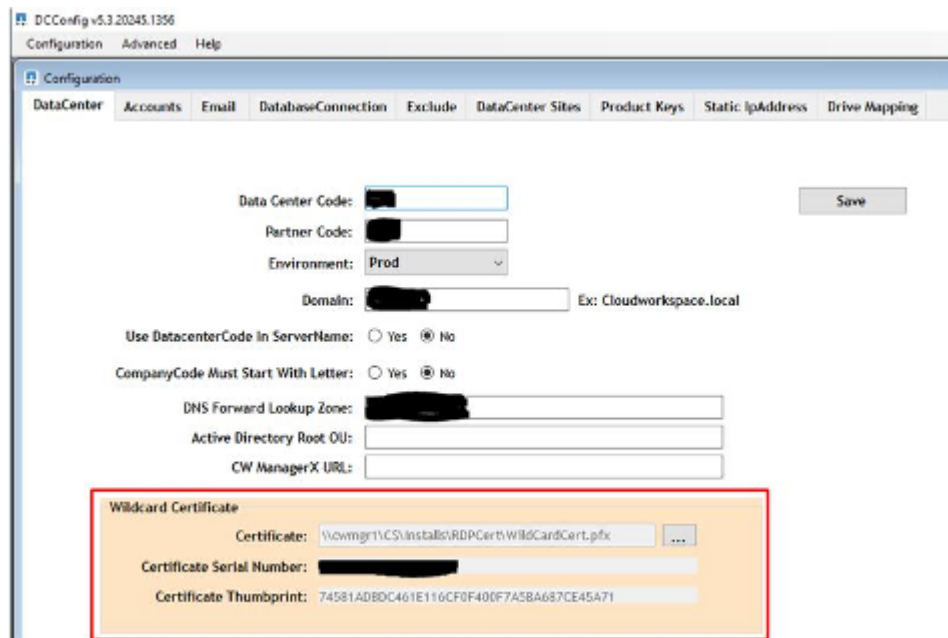 DCConfig v5.3.20245.1356
Configuration Advanced Help
Configuration
DataCenter Accounts Email DatabaseConnection Exclude DataCenter Sites Product Keys Static IpAddress Drive Mapping
Data Center Code:
Save
Partner Code:
Environment: Prod
Domain: Ex: Cloudworkspace.local
Use DatacenterCode In ServerName: Yes No
CompanyCode Must Start With Letter: Yes No
DNS Forward Lookup Zone:
Active Directory Root OU:
CW ManagerX URL:
Wildcard Certificate
Certificate: \\cwmgr1\CS\Installs\RDPCert\WildCardCert.pfx ...
Certificate Serial Number:
Certificate Thumbprint: 74581ADBDC461E116CF0F400F7A5BA687CE45A71